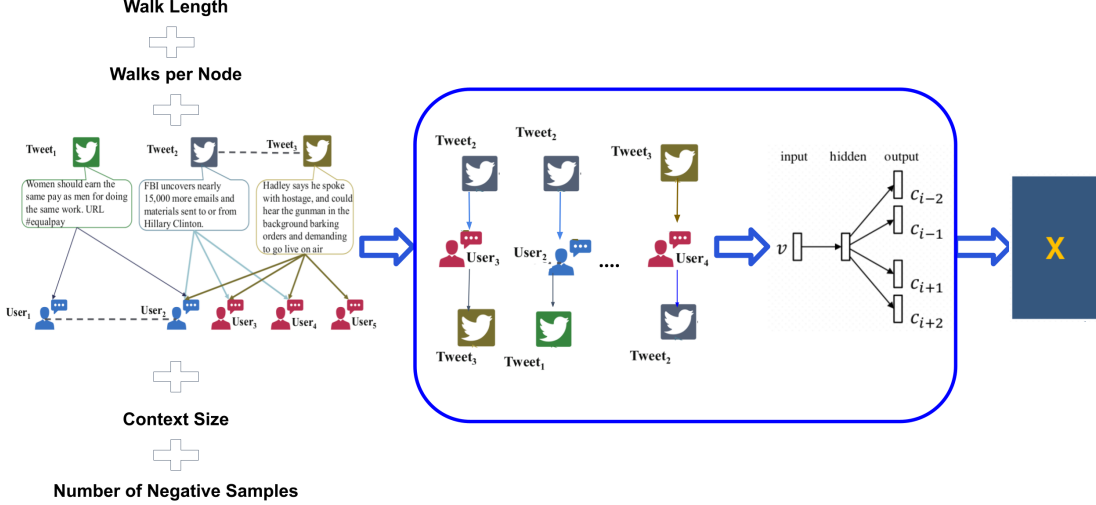 Walk Length
Walks per Node
Tweet1
Tweet2
Tweet3
Women should earn the
same pay as men for doing
the same work. URL
#equalpay
FBI uncovers nearly
15,000 more emails and
materials sent to or from
Hillary Clinton.
Hadley says he spoke
with hostage, and could
hear the gunman in the
background barking
orders and demanding
to go live on air
User1
User2
User3
User4
User5
Context Size
Number of Negative Samples
Tweet2
Tweet2
Tweet3
User3
User2
....
User4
Tweet3
Tweet1
Tweet2
input hidden output
v
ci−2
ci−1
ci+1
ci+2
X